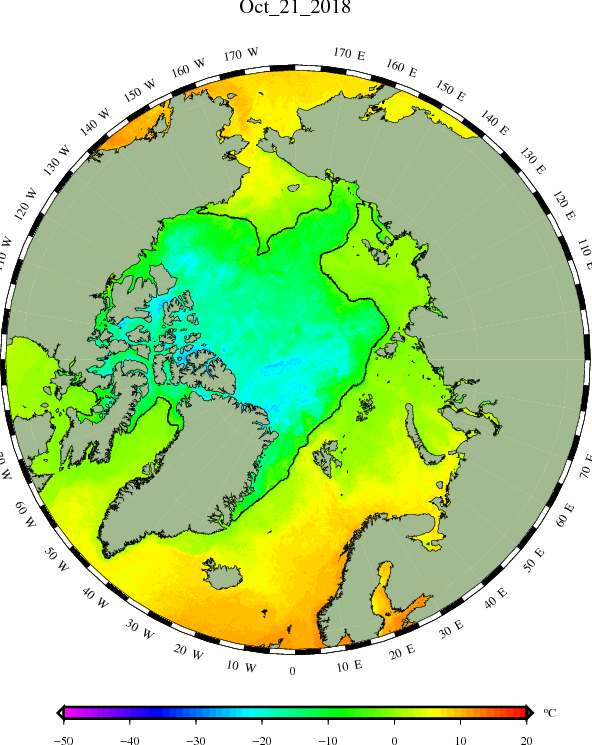 Oct_21_2018
170 W
170 E
160 W
160 E
150 W
150 E
140 W
140 E
130 W
130 E
120 W
120 E
W
110 E
W
70 E
60 W
60 E
50 W
50 E
40 W
40 E
30 W
30 E
20 W
20 E
10 W
10 E
0
°C
−50 −40 −30 −20 −10 0 10 20